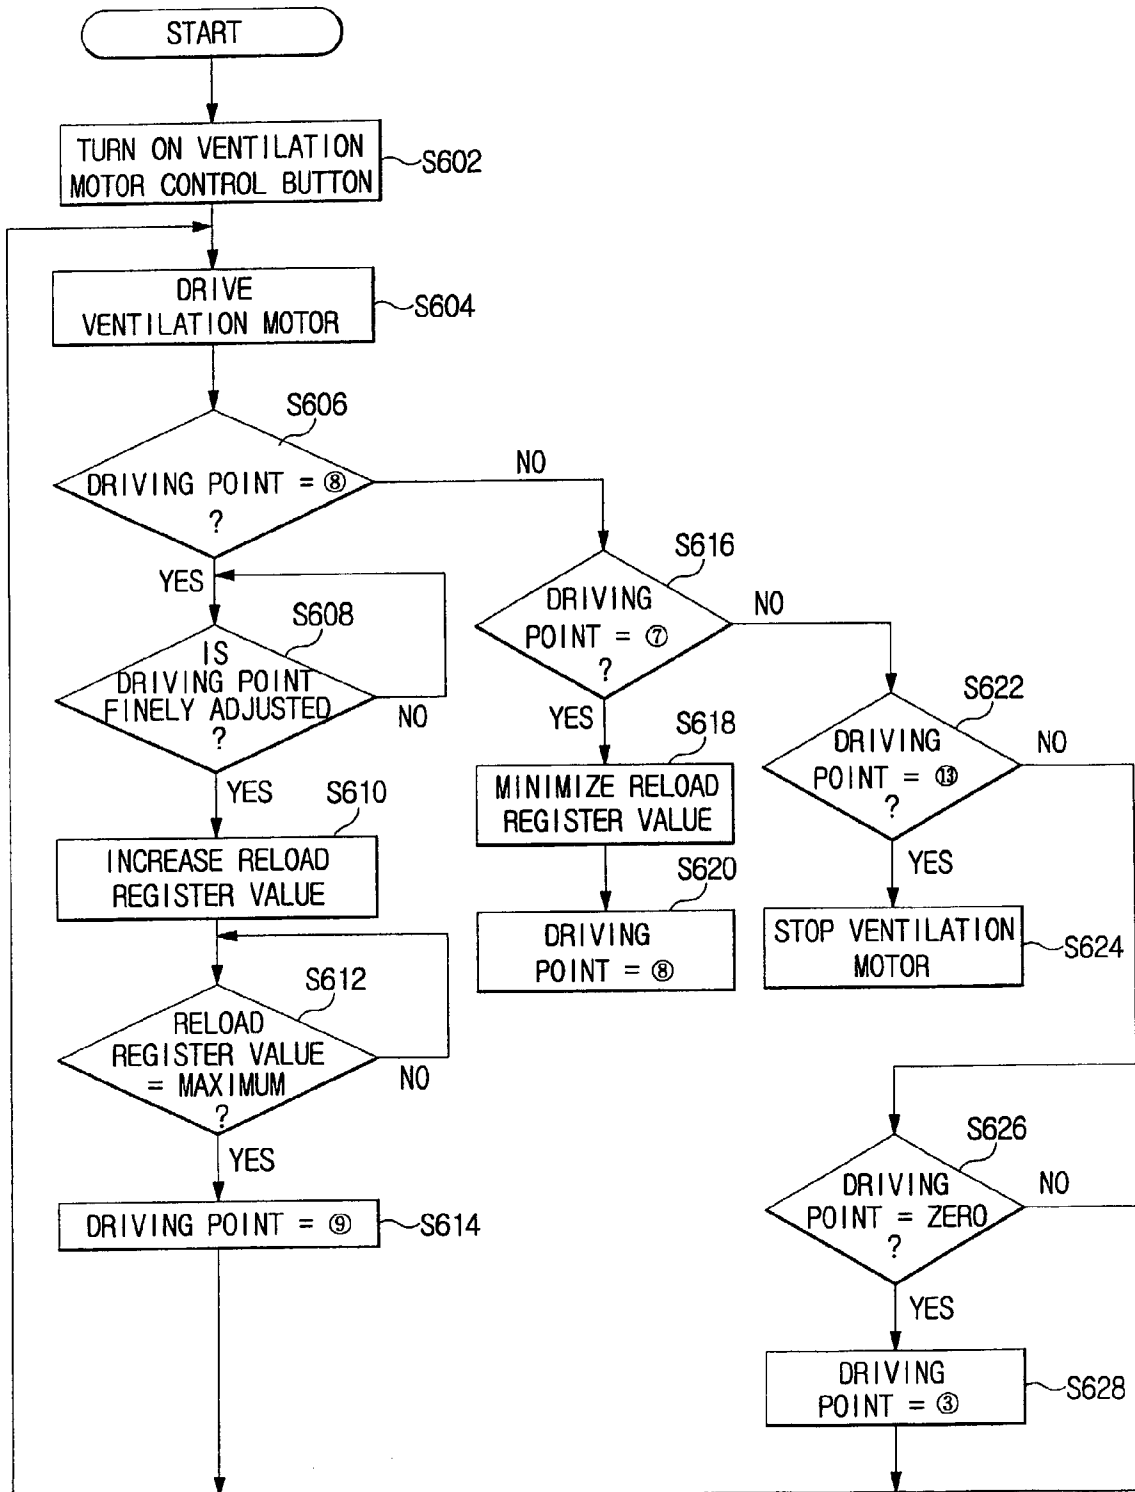 START
TURN ON VENTILATION
MOTOR CONTROL BUTTON
S602
DRIVE
VENTILATION MOTOR
S604
S606
DRIVING POINT = ⑧
?
NO
YES
S608
IS
DRIVING POINT
FINELY ADJUSTED
?
NO
YES
S610
INCREASE RELOAD
REGISTER VALUE
S612
RELOAD
REGISTER VALUE
= MAXIMUM
?
NO
YES
DRIVING POINT = ⑨
S614
S616
DRIVING
POINT = ⑦
?
NO
YES
S618
MINIMIZE RELOAD
REGISTER VALUE
S620
DRIVING
POINT = ⑧
S622
DRIVING
POINT = ⑬
?
NO
YES
STOP VENTILATION
MOTOR
S624
S626
DRIVING
POINT = ZERO
?
NO
YES
DRIVING
POINT = ③
S628